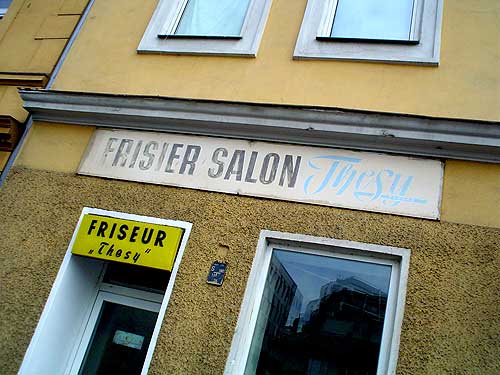 FRISIER SALON Thesy
FRISEUR
„Thesy"